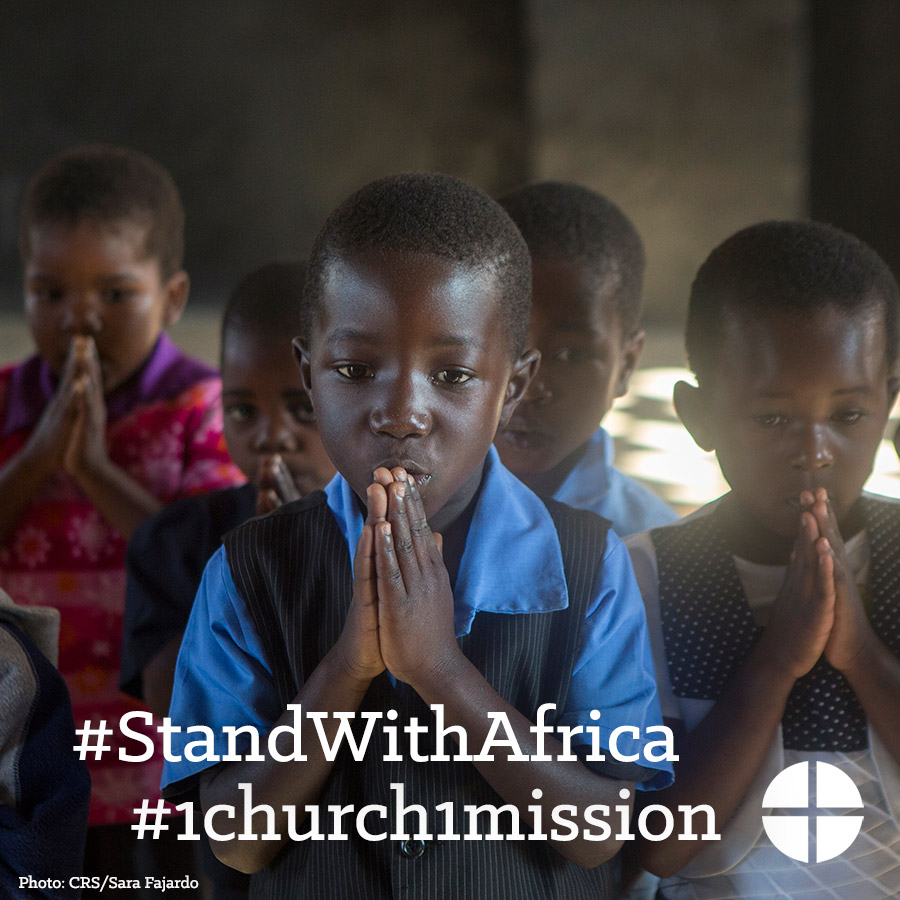 #StandWithAfrica
#1church1mission
Photo: CRS/Sara Fajardo